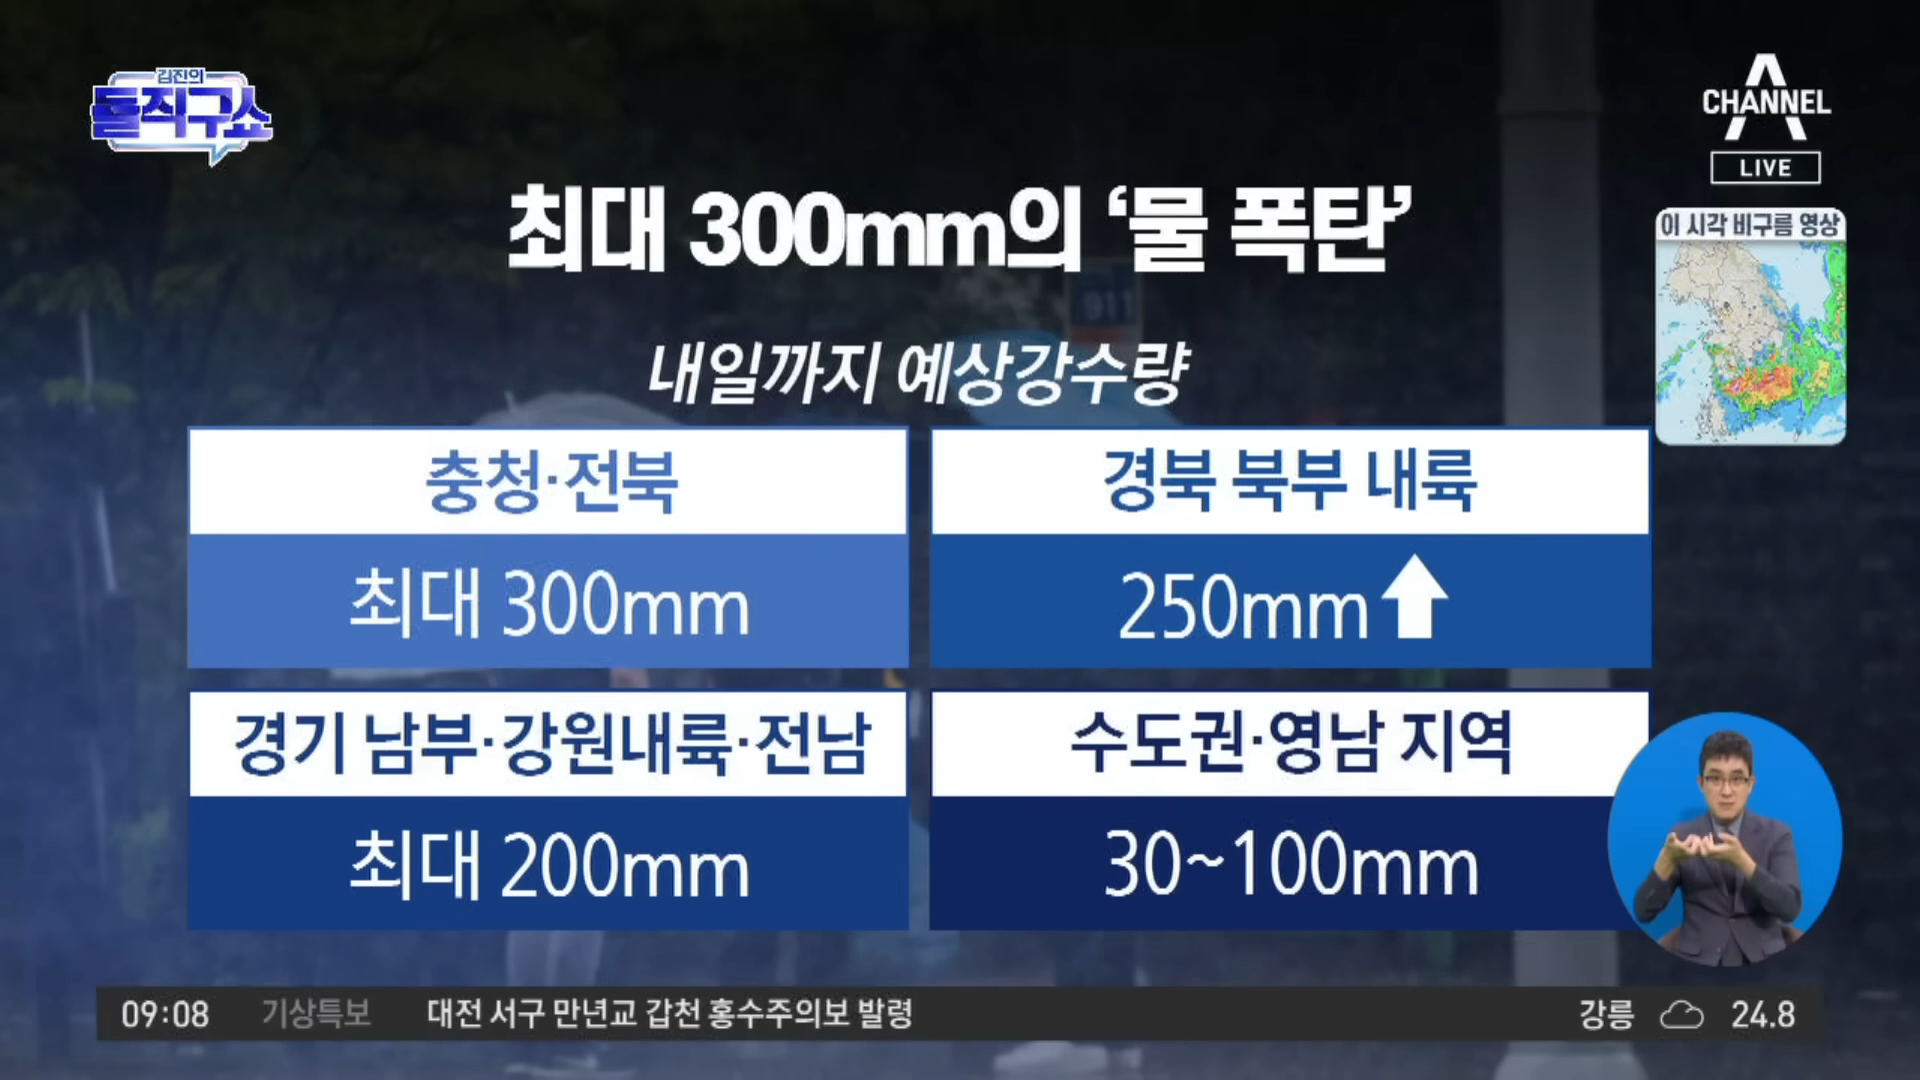 김진의
돌직구쇼
CHANNEL A
LIVE
이 시각 비구름 영상
최대 300mm의 ‘물 폭탄’
내일까지 예상강수량
충청·전북
최대 300mm
경북 북부 내륙
250mm
경기 남부·강원내륙·전남
최대 200mm
수도권·영남 지역
30~100mm
09:08 기상특보 대전 서구 만년교 갑천 홍수주의보 발령
강릉 24.8